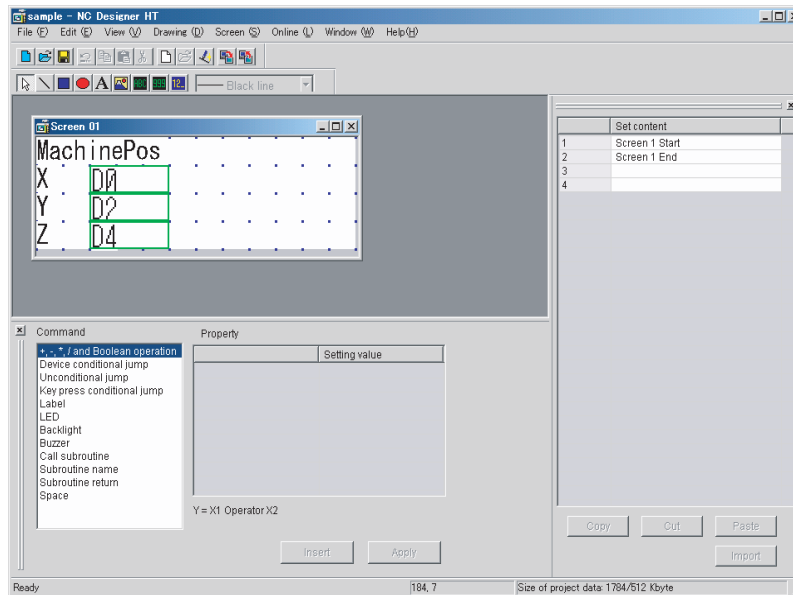 sample - NC Designer HT
File (F) Edit (E) View (V) Drawing (D) Screen (S) Online (L) Window (W) Help(H)
A 12..
Black line
Screen 01
MachinePos
X D0
Y D2
Z D4
Set content
1 Screen 1 Start
2 Screen 1 End
3
4
Command
Property
+, -, *, / and Boolean operation
Device conditional jump
Unconditional jump
Key press conditional jump
Label
LED
Backlight
Buzzer
Call subroutine
Subroutine name
Subroutine return
Space
Setting value
Y = X1 Operator X2
Insert Apply
Copy Cut Paste
Import
Ready
184, 7
Size of project data: 1784/512 Kbyte